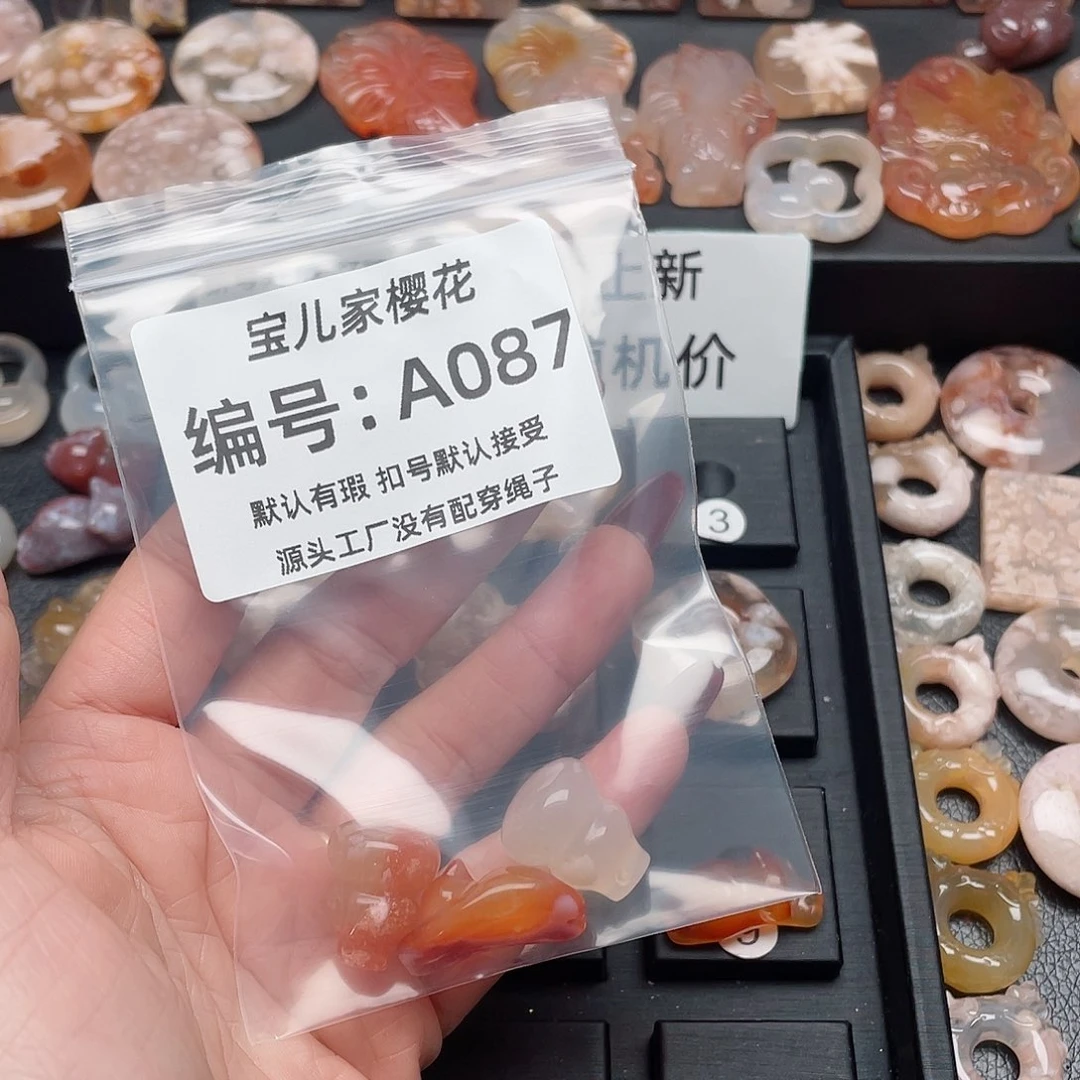 宝儿家樱花
编号：A087
默认有瑕 扣号默认接受
源头工厂没有配穿绳子
上新
机价
3
9